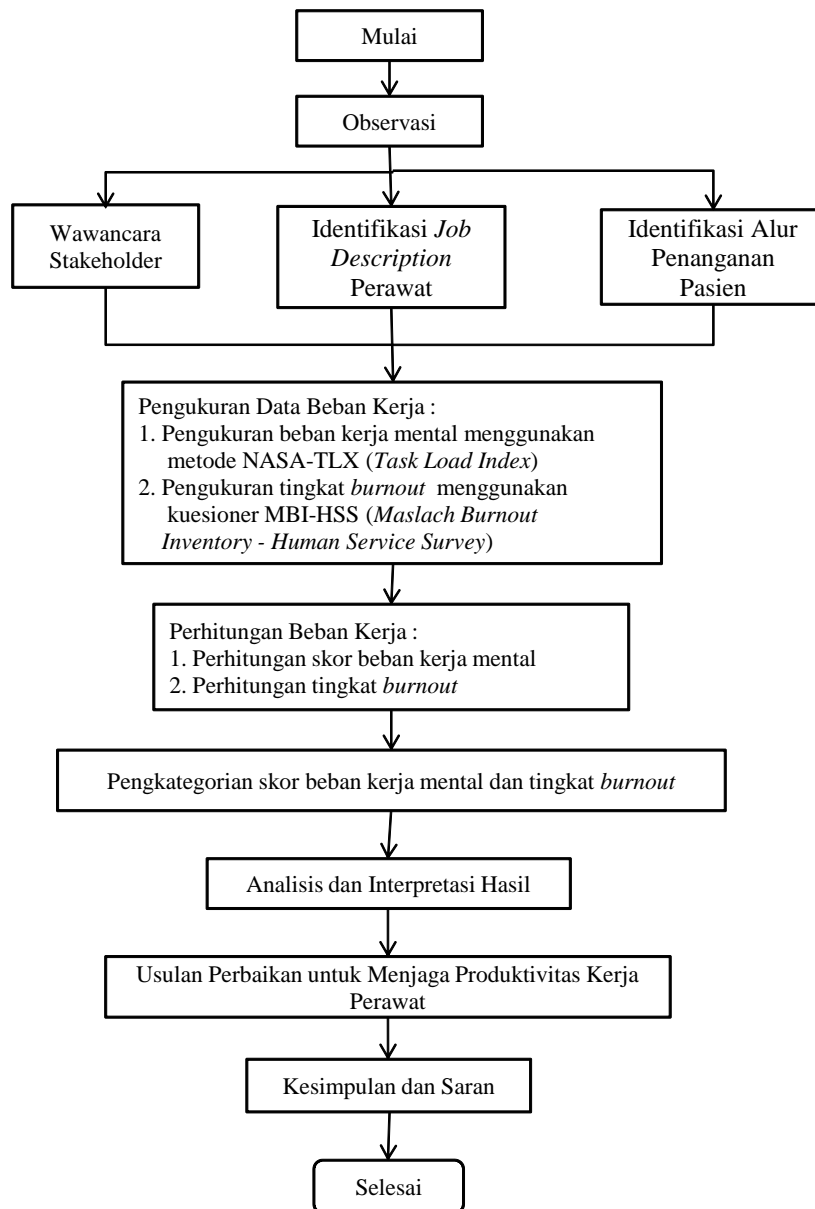 Mulai
Observasi
Wawancara
Stakeholder
Identifikasi Job
Description
Perawat
Identifikasi Alur
Penanganan
Pasien
Pengukuran Data Beban Kerja :
1. Pengukuran beban kerja mental menggunakan
metode NASA-TLX (Task Load Index)
2. Pengukuran tingkat burnout menggunakan
kuesioner MBI-HSS (Maslach Burnout
Inventory - Human Service Survey)
Perhitungan Beban Kerja :
1. Perhitungan skor beban kerja mental
2. Perhitungan tingkat burnout
Pengkategorian skor beban kerja mental dan tingkat burnout
Analisis dan Interpretasi Hasil
Usulan Perbaikan untuk Menjaga Produktivitas Kerja
Perawat
Kesimpulan dan Saran
Selesai